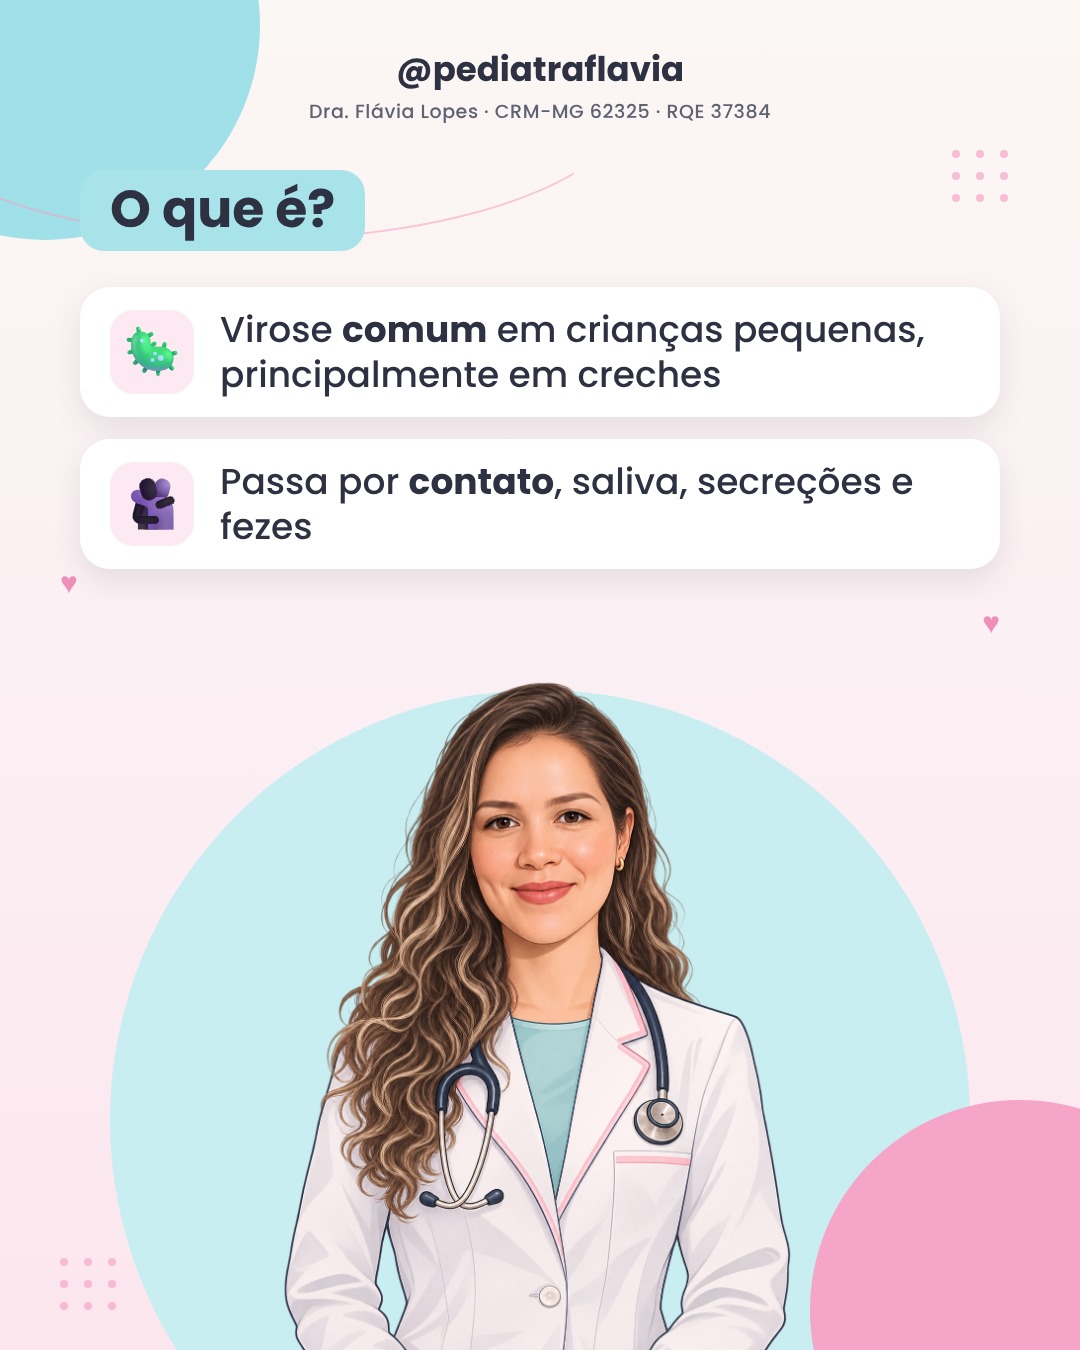 @pediatraflavia
Dra. Flávia Lopes · CRM-MG 62325 · RQE 37384
O que é?
Virose comum em crianças pequenas,
principalmente em creches
Passa por contato, saliva, secreções e
fezes